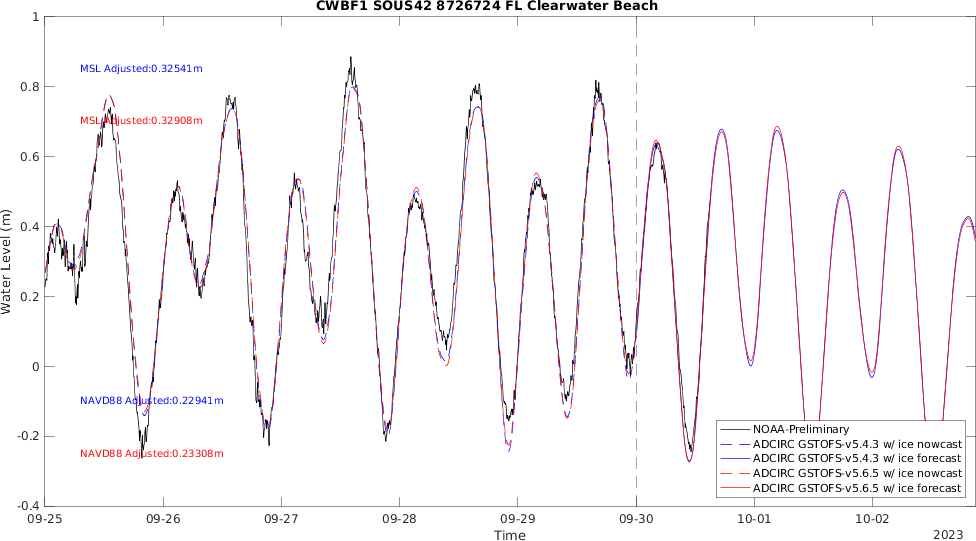 CWBF1 SOUS42 8726724 FL Clearwater Beach
Water Level (m)
1
0.8
0.6
0.4
0.2
0
-0.2
-0.4
MSL Adjusted:0.32541m
MSL Adjusted:0.32908m
NAVD88 Adjusted:0.22941m
NAVD88 Adjusted:0.23308m
NOAA-Preliminary
ADCIRC GSTOFS-v5.4.3 w/ ice nowcast
ADCIRC GSTOFS-v5.4.3 w/ ice forecast
ADCIRC GSTOFS-v5.6.5 w/ ice nowcast
ADCIRC GSTOFS-v5.6.5 w/ ice forecast
09-25 09-26 09-27 09-28 09-29 09-30 10-01 10-02
Time
2023